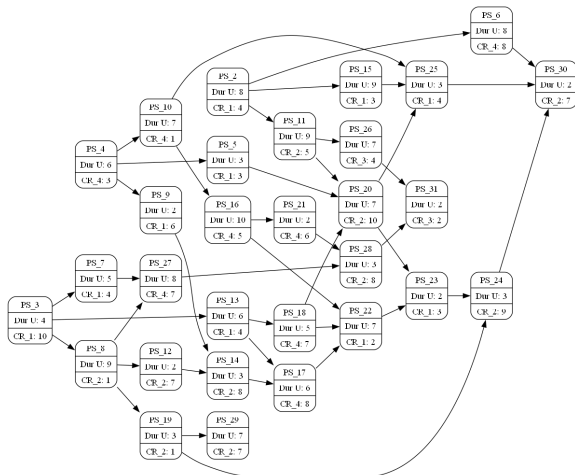 PS_6
Dur U: 8
CR_4: 8
PS_2
Dur U: 8
CR_1: 4
PS_15
Dur U: 9
CR_1: 3
PS_25
Dur U: 3
CR_1: 4
PS_30
Dur U: 2
CR_2: 7
PS_10
Dur U: 7
CR_4: 1
PS_11
Dur U: 9
CR_2: 5
PS_26
Dur U: 7
CR_3: 4
PS_4
Dur U: 6
CR_4: 3
PS_5
Dur U: 3
CR_1: 3
PS_9
Dur U: 2
CR_1: 6
PS_16
Dur U: 10
CR_4: 5
PS_21
Dur U: 2
CR_4: 6
PS_20
Dur U: 7
CR_2: 10
PS_31
Dur U: 2
CR_3: 2
PS_7
Dur U: 5
CR_1: 4
PS_27
Dur U: 8
CR_4: 7
PS_28
Dur U: 3
CR_2: 8
PS_23
Dur U: 2
CR_1: 3
PS_24
Dur U: 3
CR_2: 9
PS_3
Dur U: 4
CR_1: 10
PS_13
Dur U: 6
CR_1: 4
PS_18
Dur U: 5
CR_4: 7
PS_22
Dur U: 7
CR_1: 2
PS_8
Dur U: 9
CR_2: 1
PS_12
Dur U: 2
CR_2: 7
PS_14
Dur U: 3
CR_2: 8
PS_17
Dur U: 6
CR_4: 8
PS_19
Dur U: 3
CR_2: 1
PS_29
Dur U: 7
CR_2: 7